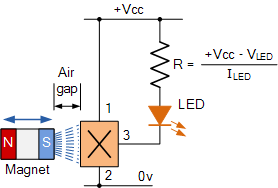 +Vcc
Air
gap
R = +Vcc - VLED
ILED
1
LED
3
N
S
Magnet
2
0v